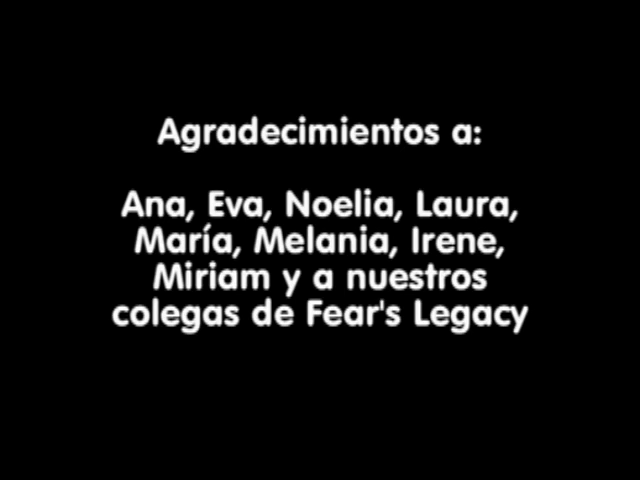 Agradecimientos a:
Ana, Eva, Noelia, Laura,
María, Melania, Irene,
Miriam y a nuestros
colegas de Fear's Legacy